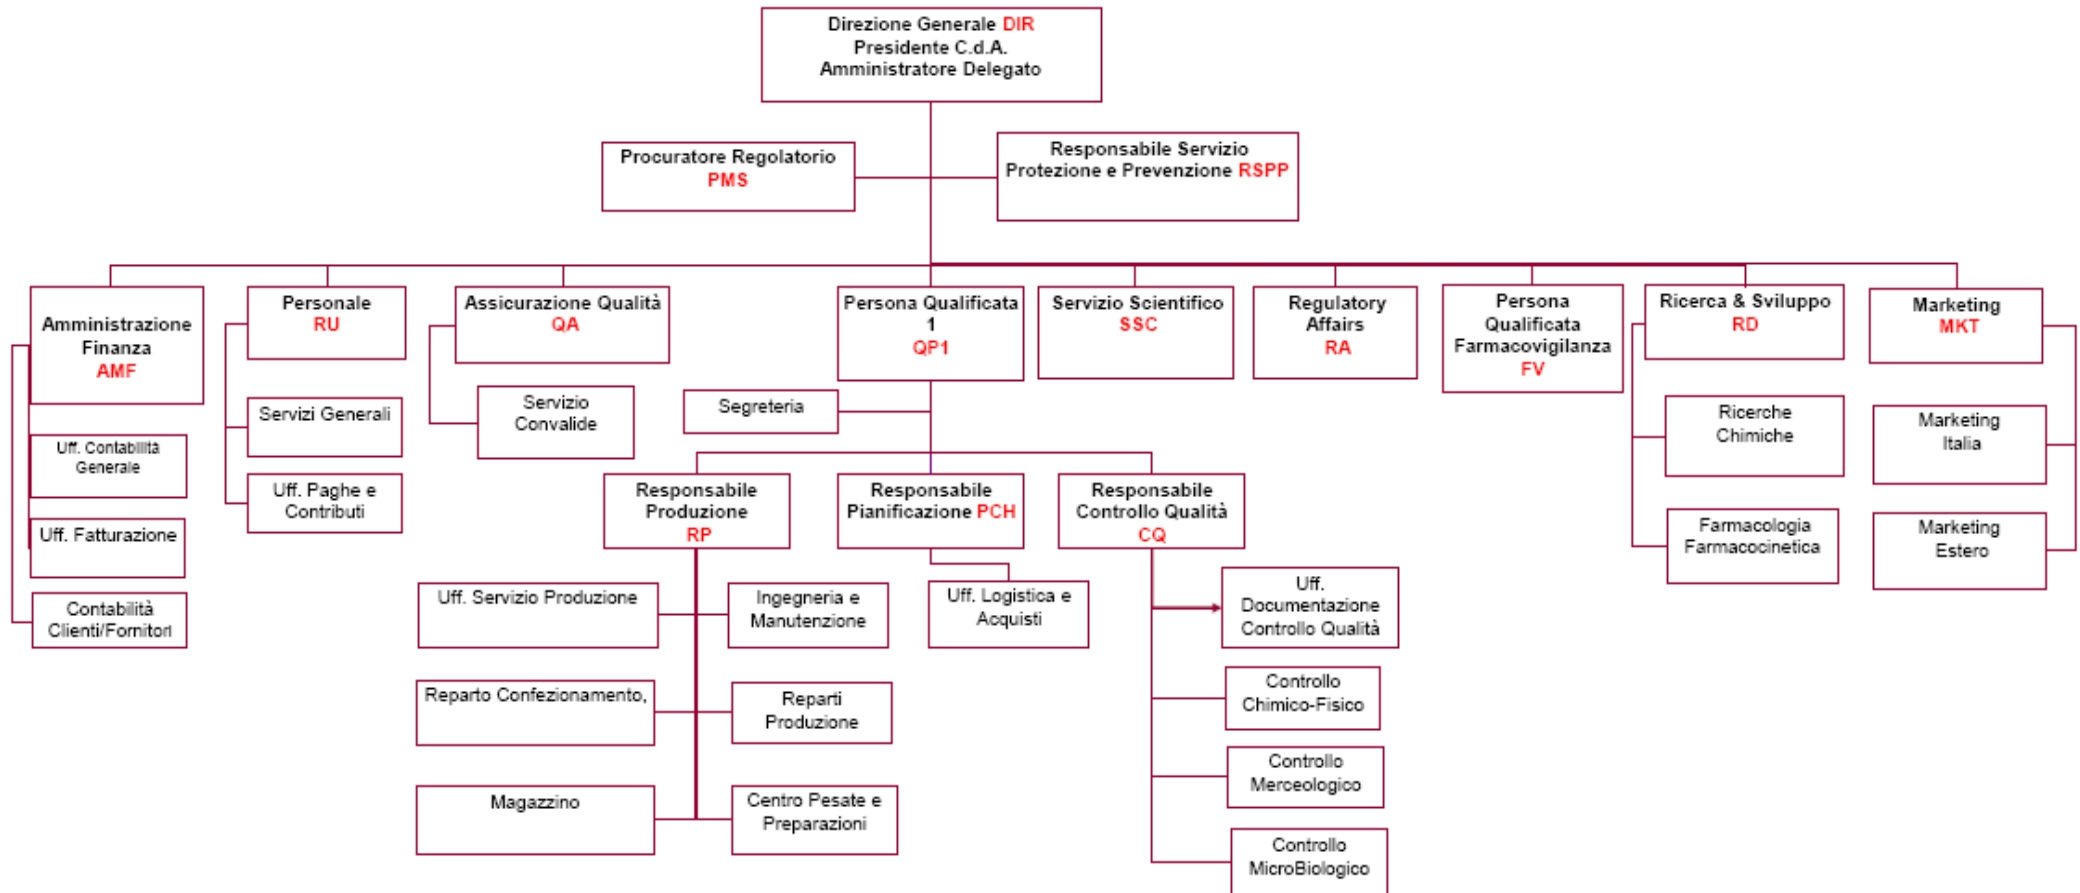 Direzione Generale DIR
Presidente C.d.A.
Amministratore Delegato
Procuratore Regolatorio
PMS
Responsabile Servizio
Protezione e Prevenzione RSPP
Amministrazione
Finanza
AMF
Personale
RU
Assicurazione Qualità
QA
Persona Qualificata
1
QP1
Servizio Scientifico
SSC
Regulatory
Affairs
RA
Persona
Qualificata
Farmacovigilanza
FV
Ricerca & Sviluppo
RD
Marketing
MKT
Uff. Contabilità
Generale
Uff. Fatturazione
Contabilità
Clienti/Fornitori
Servizi Generali
Uff. Paghe e
Contributi
Servizio
Convalide
Segreteria
Responsabile
Produzione
RP
Responsabile
Pianificazione PCH
Responsabile
Controllo Qualità
CQ
Uff. Servizio Produzione
Ingegneria e
Manutenzione
Reparto Confezionamento,
Reparti
Produzione
Magazzino
Centro Pesate e
Preparazioni
Uff. Logistica e
Acquisti
Uff.
Documentazione
Controllo Qualità
Controllo
Chimico-Fisico
Controllo
Merceologico
Controllo
MicroBiologico
Ricerche
Chimiche
Farmacologia
Farmacocinetica
Marketing
Italia
Marketing
Estero